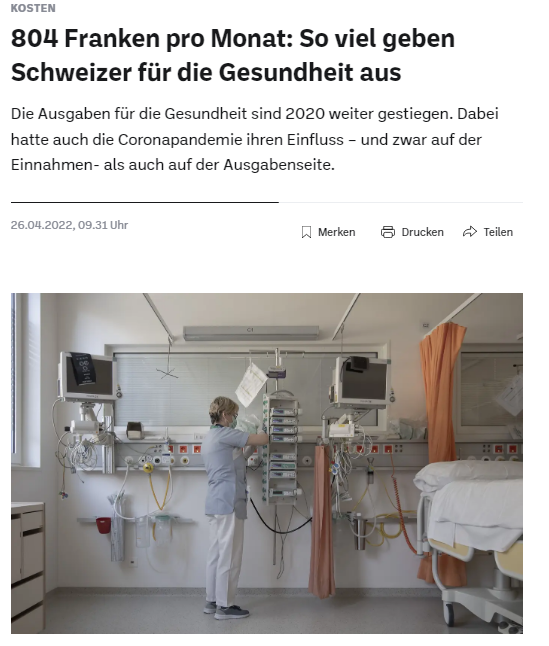 KOSTEN
804 Franken pro Monat: So viel geben
Schweizer für die Gesundheit aus
Die Ausgaben für die Gesundheit sind 2020 weiter gestiegen. Dabei
hatte auch die Coronapandemie ihren Einfluss – und zwar auf der
Einnahmen- als auch auf der Ausgabenseite.
26.04.2022, 09.31 Uhr
Merken
Drucken
Teilen